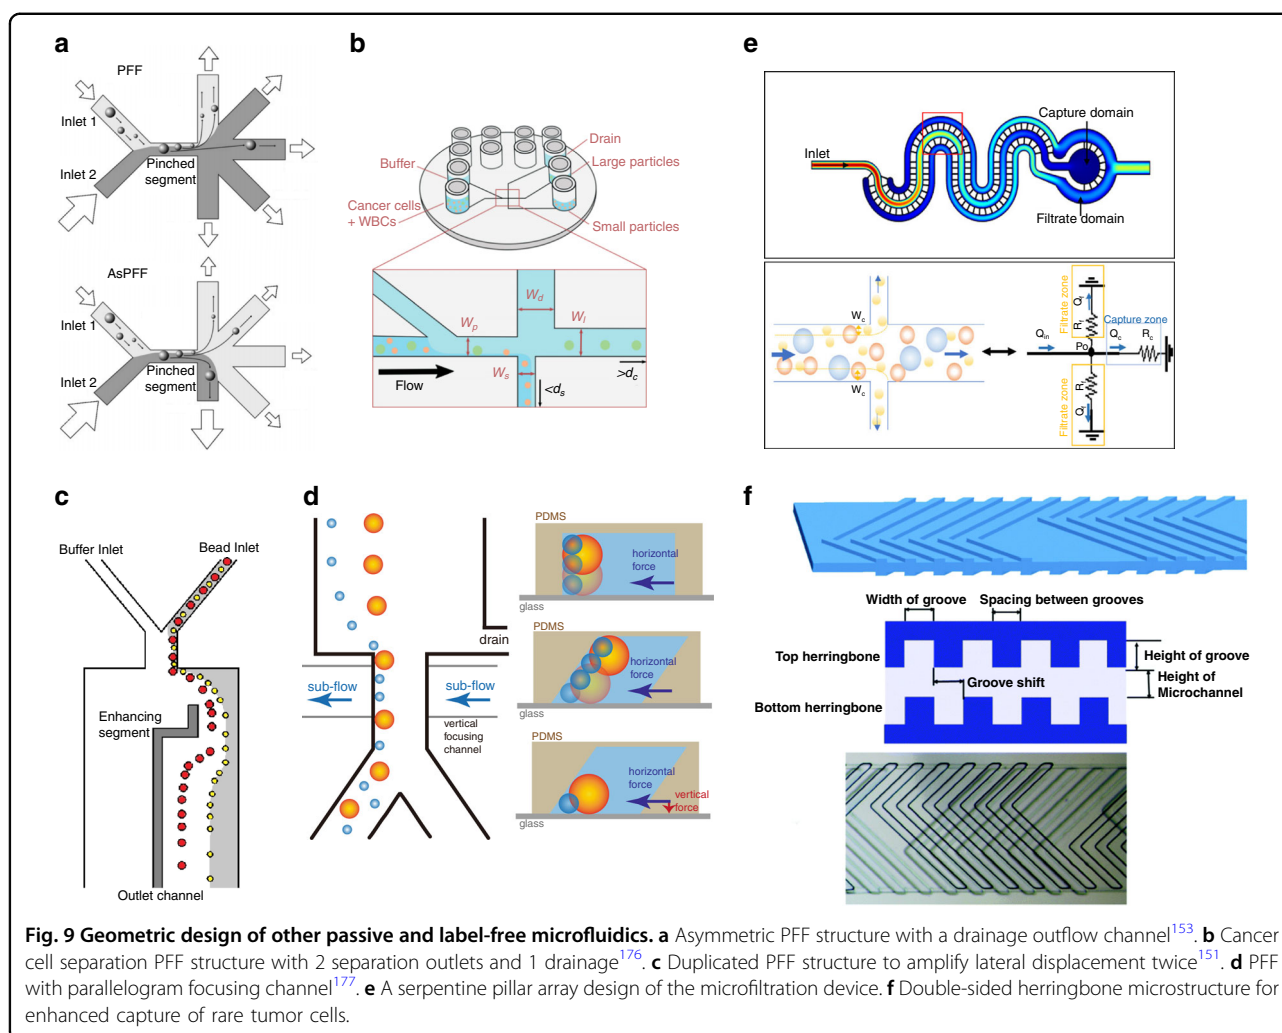 a
PFF
Inlet 1
Pinched
segment
Inlet 2
AsPFF
Inlet 1
Pinched
segment
Inlet 2
b
Drain
Buffer
Large particles
Cancer cells
+ WBCs
Small particles
Wd
Wp
Wl
Ws
Flow
<ds
>dc
e
Capture domain
Inlet
Filtrate domain
Wc
Wc
Filtrate zone
Qf
Rf
Capture zone
Qin
Po
Qc
Rc
Rf
Filtrate zone
Qf
c
Buffer Inlet
Bead Inlet
Enhancing
segment
Outlet channel
d
drain
sub-flow
sub-flow
vertical
focusing
channel
PDMS
horizontal
force
glass
PDMS
horizontal
force
glass
PDMS
horizontal
force
vertical
force
glass
f
Width of groove
Spacing between grooves
Top herringbone
Height of groove
Groove shift
Height of
Microchannel
Bottom herringbone
Fig. 9 Geometric design of other passive and label-free microfluidics. a Asymmetric PFF structure with a drainage outflow channel153. b Cancer
cell separation PFF structure with 2 separation outlets and 1 drainage176. c Duplicated PFF structure to amplify lateral displacement twice151. d PFF
with parallelogram focusing channel177. e A serpentine pillar array design of the microfiltration device. f Double-sided herringbone microstructure for
enhanced capture of rare tumor cells.